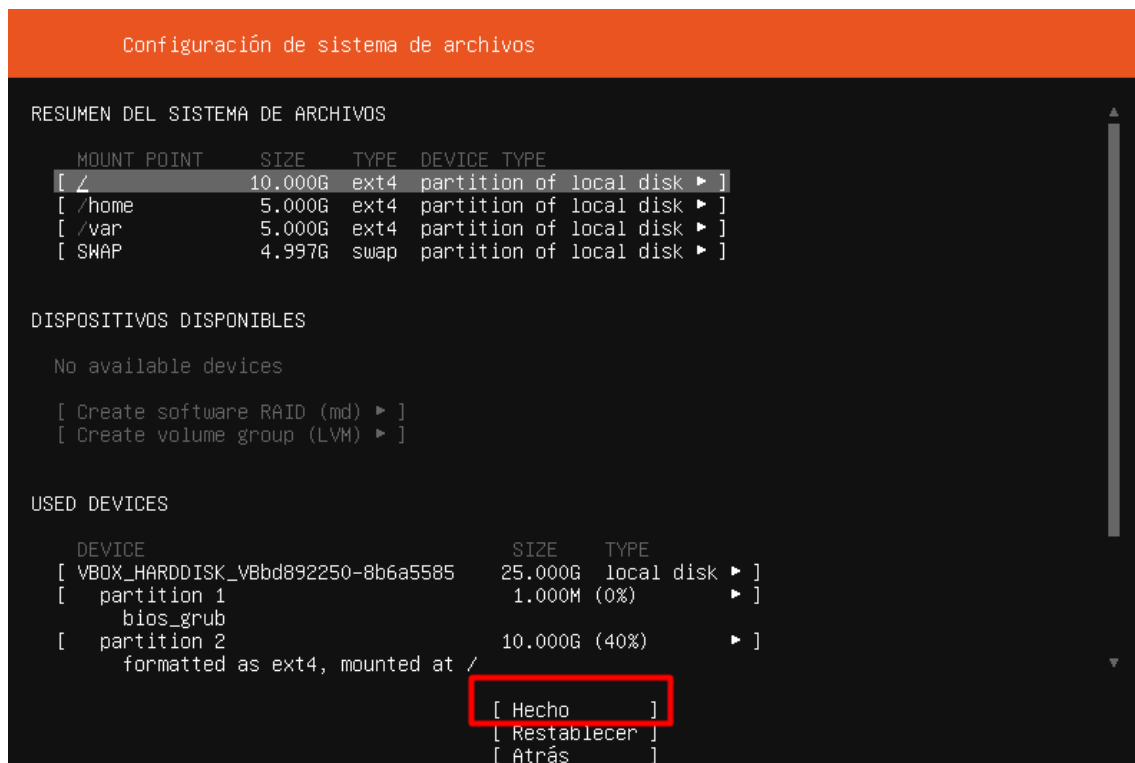 Configuración de sistema de archivos
RESUMEN DEL SISTEMA DE ARCHIVOS
MOUNT POINT SIZE TYPE DEVICE TYPE
[ / 10.000G ext4 partition of local disk ▸ ]
[ /home 5.000G ext4 partition of local disk ▸ ]
[ /var 5.000G ext4 partition of local disk ▸ ]
[ SWAP 4.997G swap partition of local disk ▸ ]
DISPOSITIVOS DISPONIBLES
No available devices
[ Create software RAID (md) ▸ ]
[ Create volume group (LVM) ▸ ]
USED DEVICES
DEVICE SIZE TYPE
[ VBOX_HARDDISK_VBbd892250-8b6a5585 25.000G local disk ▸ ]
[ partition 1 1.000M (0%) ▸ ]
bios_grub
[ partition 2 10.000G (40%) ▸ ]
formatted as ext4, mounted at /
[ Hecho ]
[ Restablecer ]
[ Atrás ]